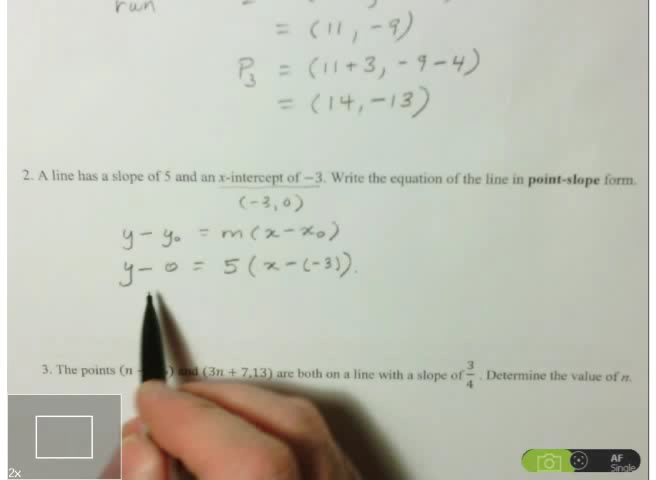 run
= (11, -9)
P₃ = (11+3, -9-4)
= (14, -13)
2. A line has a slope of 5 and an x-intercept of −3. Write the equation of the line in point-slope form.
(-3, 0)
y - y₀ = m(x - x₀)
y - 0 = 5(x - (-3)).
3. The points (n ) and (3n + 7,13) are both on a line with a slope of 3/4 . Determine the value of n.
2x
AF
Single